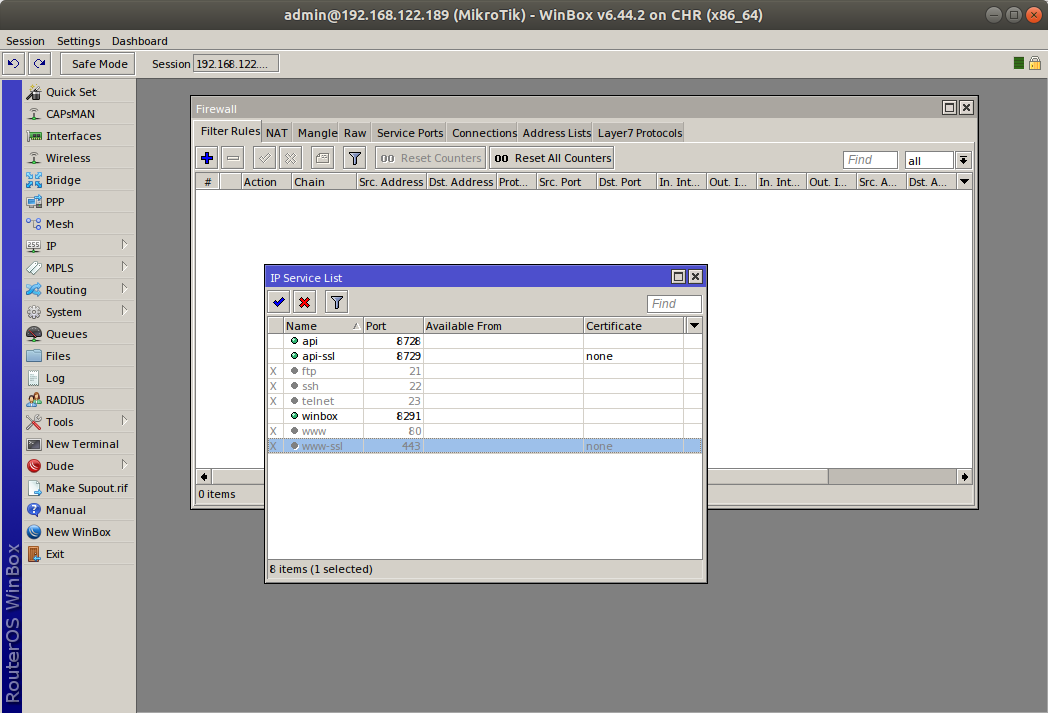 admin@192.168.122.189 (MikroTik) - WinBox v6.44.2 on CHR (x86_64)
Session Settings Dashboard
Safe Mode Session 192.168.122....
Quick Set
CAPsMAN
Interfaces
Wireless
Bridge
PPP
Mesh
255 IP
MPLS
Routing
System
Queues
Files
Log
RADIUS
Tools
New Terminal
Dude
Make Supout.rif
Manual
New WinBox
Exit
RouterOS WinBox
Firewall
Filter Rules NAT Mangle Raw Service Ports Connections Address Lists Layer7 Protocols
00 Reset Counters 00 Reset All Counters Find all
# Action Chain Src. Address Dst. Address Prot... Src. Port Dst. Port In. Int... Out. I... In. Int... Out. I... Src. A... Dst. A...
0 items
IP Service List
Find
Name Port Available From Certificate
api 8728
api-ssl 8729 none
X ftp 21
X ssh 22
X telnet 23
winbox 8291
X www 80
X www-ssl 443 none
8 items (1 selected)